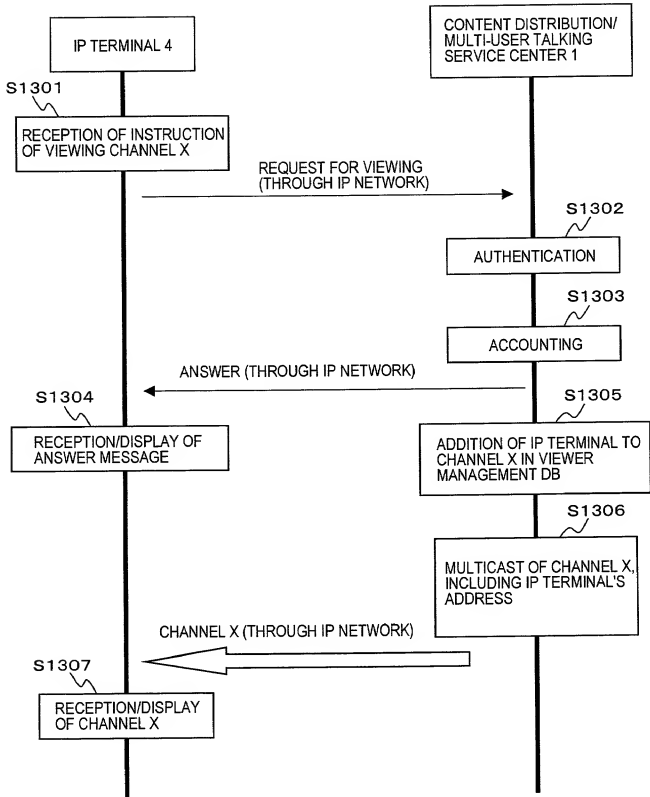 IP TERMINAL 4
CONTENT DISTRIBUTION/
MULTI-USER TALKING
SERVICE CENTER 1
S1301
RECEPTION OF INSTRUCTION
OF VIEWING CHANNEL X
REQUEST FOR VIEWING
(THROUGH IP NETWORK)
S1302
AUTHENTICATION
S1303
ACCOUNTING
ANSWER (THROUGH IP NETWORK)
S1304
RECEPTION/DISPLAY OF
ANSWER MESSAGE
S1305
ADDITION OF IP TERMINAL TO
CHANNEL X IN VIEWER
MANAGEMENT DB
S1306
MULTICAST OF CHANNEL X,
INCLUDING IP TERMINAL'S
ADDRESS
CHANNEL X (THROUGH IP NETWORK)
S1307
RECEPTION/DISPLAY
OF CHANNEL X